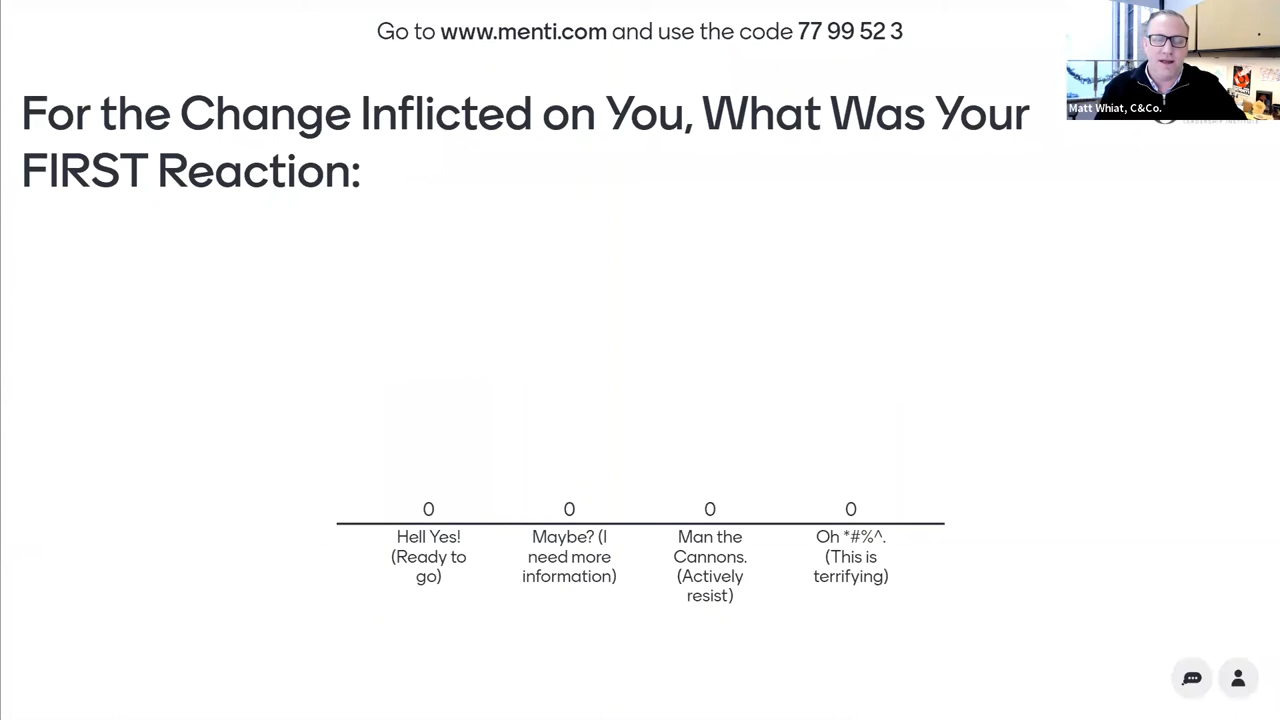 Go to www.menti.com and use the code 77 99 52 3
Matt Whiat, C&Co.
For the Change Inflicted on You, What Was Your
FIRST Reaction:
0
0
0
0
Hell Yes!
(Ready to
go)
Maybe? (I
need more
information)
Man the
Cannons.
(Actively
resist)
Oh *#%^.
(This is
terrifying)